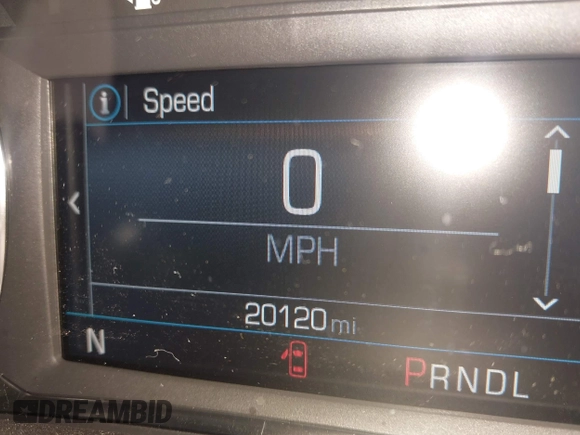 i Speed
0
MPH
20120 mi
N
PRNDL
DREAMBID